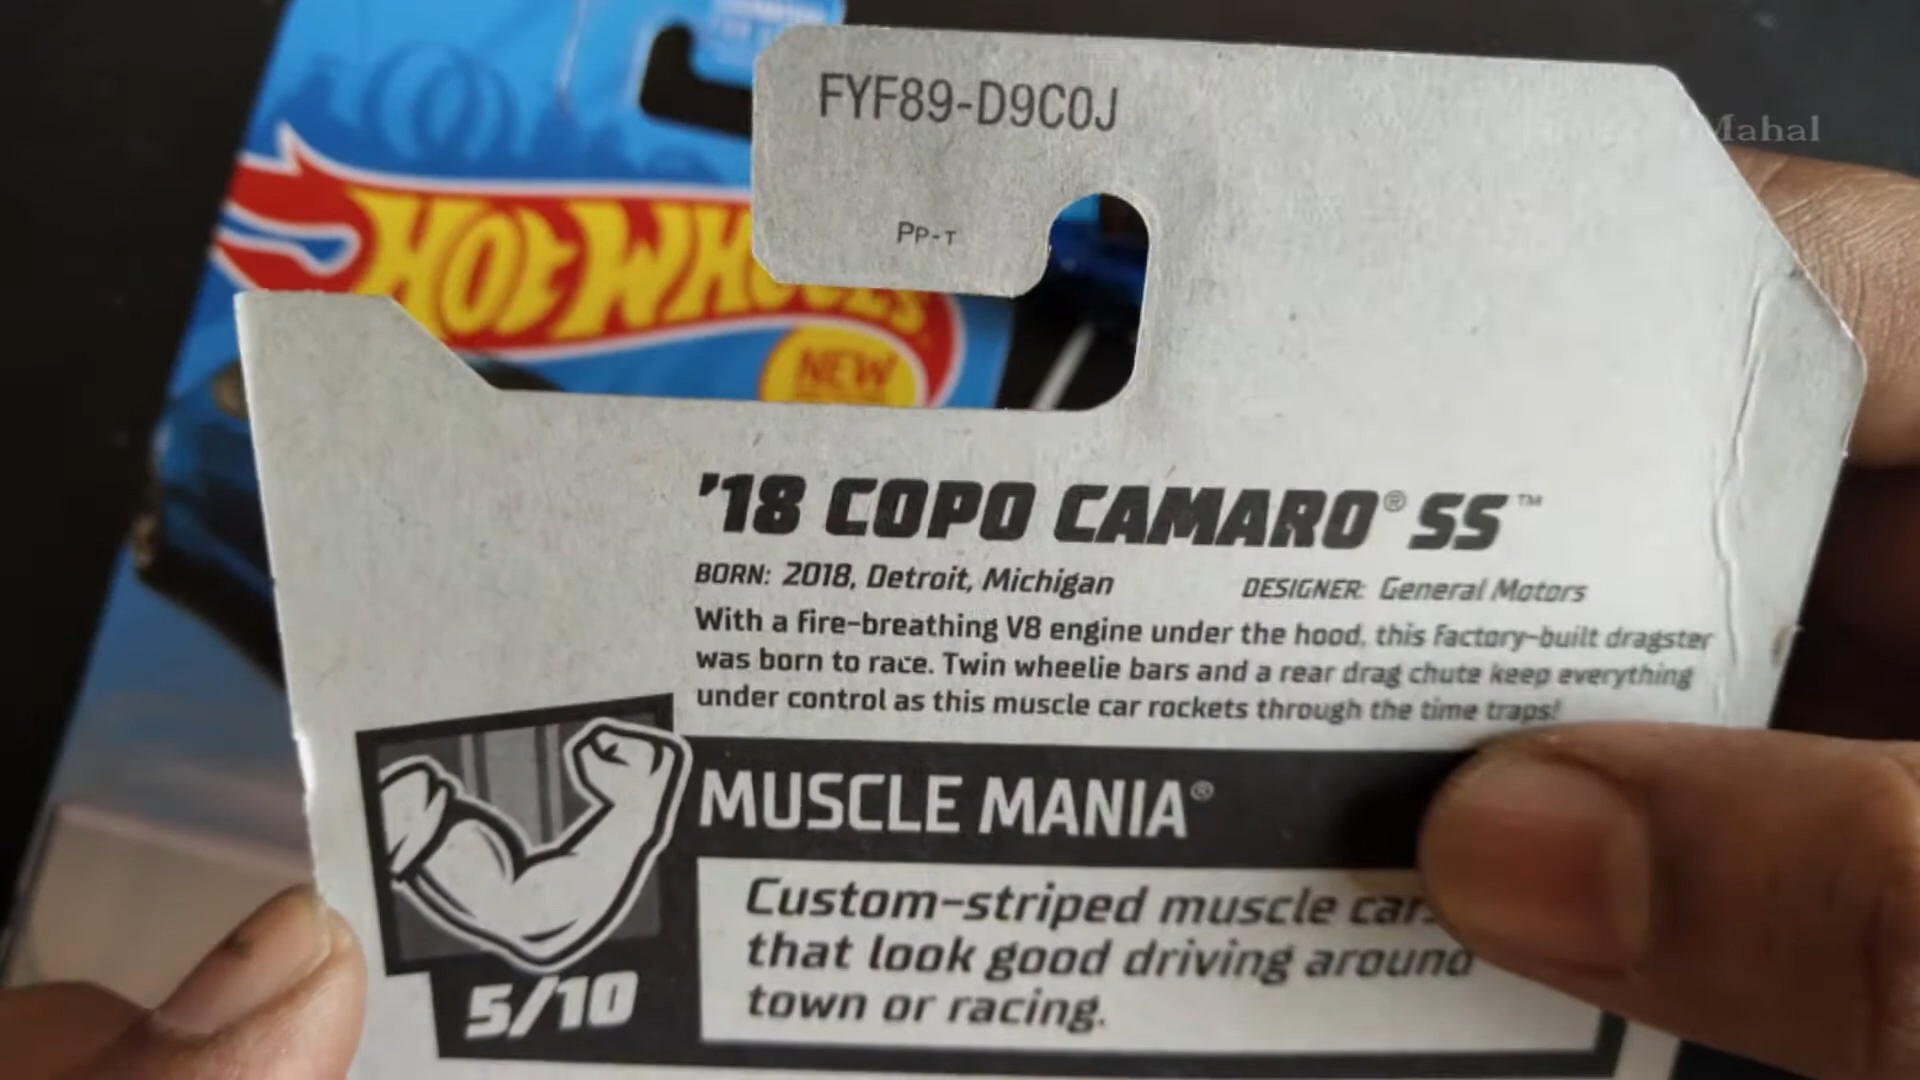 FYF89-D9C0J
Mahal
PP-T
HOT WHEELS
NEW
'18 COPO CAMARO® SS™
BORN: 2018, Detroit, Michigan DESIGNER: General Motors
With a fire-breathing V8 engine under the hood, this factory-built dragster
was born to race. Twin wheelie bars and a rear drag chute keep everything
under control as this muscle car rockets through the time traps!
MUSCLE MANIA®
Custom-striped muscle cars
that look good driving around
town or racing.
5/10